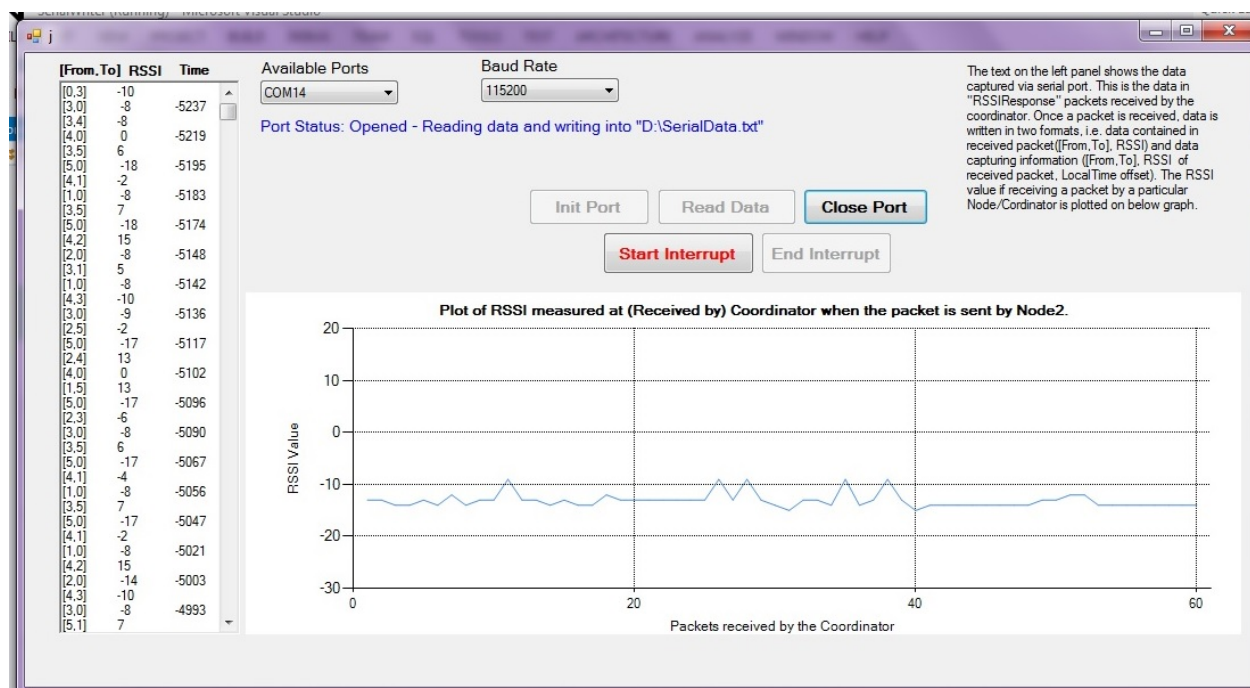 SerialWriter (Running) - Microsoft Visual Studio
j
[From,To] RSSI Time
[0,3] -10
[3,0] -8 -5237
[3,4] -8
[4,0] 0 -5219
[3,5] 6
[5,0] -18 -5195
[4,1] -2
[1,0] -8 -5183
[3,5] 7
[5,0] -18 -5174
[4,2] 15
[2,0] -8 -5148
[3,1] 5
[1,0] -8 -5142
[4,3] -10
[3,0] -9 -5136
[2,5] -2
[5,0] -17 -5117
[2,4] 13
[4,0] 0 -5102
[1,5] 13
[5,0] -17 -5096
[2,3] -6
[3,0] -8 -5090
[3,5] 6
[5,0] -17 -5067
[4,1] -4
[1,0] -8 -5056
[3,5] 7
[5,0] -17 -5047
[4,1] -2
[1,0] -8 -5021
[4,2] 15
[2,0] -14 -5003
[4,3] -10
[3,0] -8 -4993
[5,1] 7
Available Ports
COM14
Baud Rate
115200
Port Status: Opened - Reading data and writing into "D:\SerialData.txt"
The text on the left panel shows the data
captured via serial port. This is the data in
"RSSIResponse" packets received by the
coordinator. Once a packet is received, data is
written in two formats, i.e. data contained in
received packet([From,To], RSSI) and data
capturing information ([From,To], RSSI of
received packet, LocalTime offset). The RSSI
value if receiving a packet by a particular
Node/Cordinator is plotted on below graph.
Init Port Read Data Close Port
Start Interrupt End Interrupt
Plot of RSSI measured at (Received by) Coordinator when the packet is sent by Node2.
RSSI Value
20
10
0
-10
-20
-30
0 20 40 60
Packets received by the Coordinator